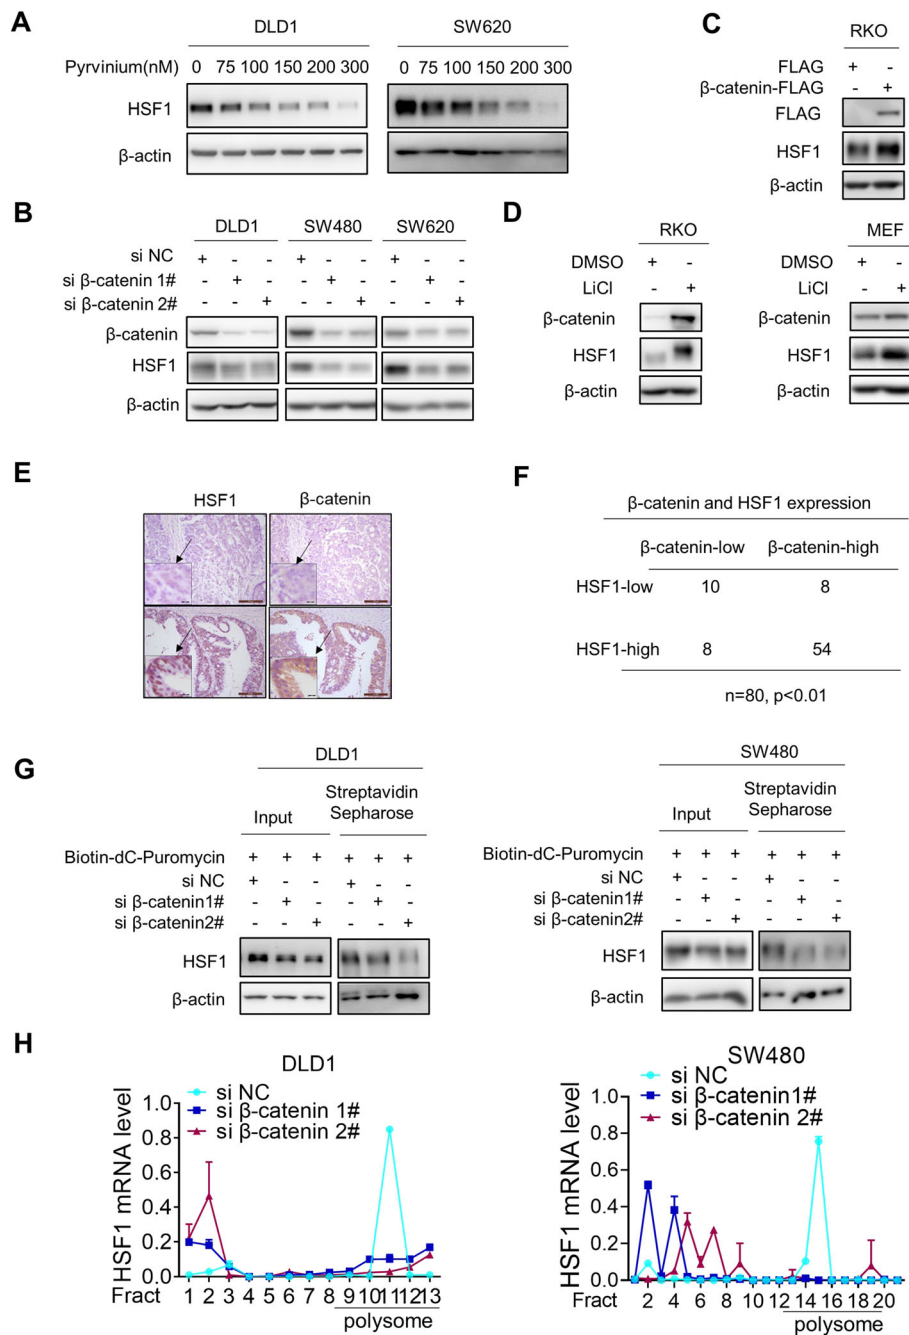 A
DLD1
SW620
Pyrvinium(nM) 0 75 100 150 200 300 0 75 100 150 200 300
HSF1
β-actin
B
DLD1 SW480 SW620
si NC + - - + - - + - -
si β-catenin 1# - + - - + - - + -
si β-catenin 2# - - + - - + - - +
β-catenin
HSF1
β-actin
C
RKO
FLAG + -
β-catenin-FLAG - +
FLAG
HSF1
β-actin
D
RKO
DMSO + -
LiCl - +
β-catenin
HSF1
β-actin
MEF
DMSO + -
LiCl - +
β-catenin
HSF1
β-actin
E
HSF1 β-catenin
F
β-catenin and HSF1 expression
β-catenin-low β-catenin-high
HSF1-low 10 8
HSF1-high 8 54
n=80, p<0.01
G
DLD1
Input Streptavidin
Sepharose
Biotin-dC-Puromycin + + + + + +
si NC + - - + - -
si β-catenin1# - + - - + -
si β-catenin2# - - + - - +
HSF1
β-actin
SW480
Input Streptavidin
Sepharose
Biotin-dC-Puromycin + + + + + +
si NC + - - + - -
si β-catenin1# - + - - + -
si β-catenin2# - - + - - +
HSF1
β-actin
H
DLD1
si NC
si β-catenin 1#
si β-catenin 2#
HSF1 mRNA level
1.0
0.8
0.6
0.4
0.2
0.0
Fract 1 2 3 4 5 6 7 8 9 10 11 12 13
polysome
SW480
si NC
si β-catenin1#
si β-catenin 2#
HSF1 mRNA level
1.0
0.8
0.6
0.4
0.2
0.0
Fract 2 4 6 8 10 12 14 16 18 20
polysome